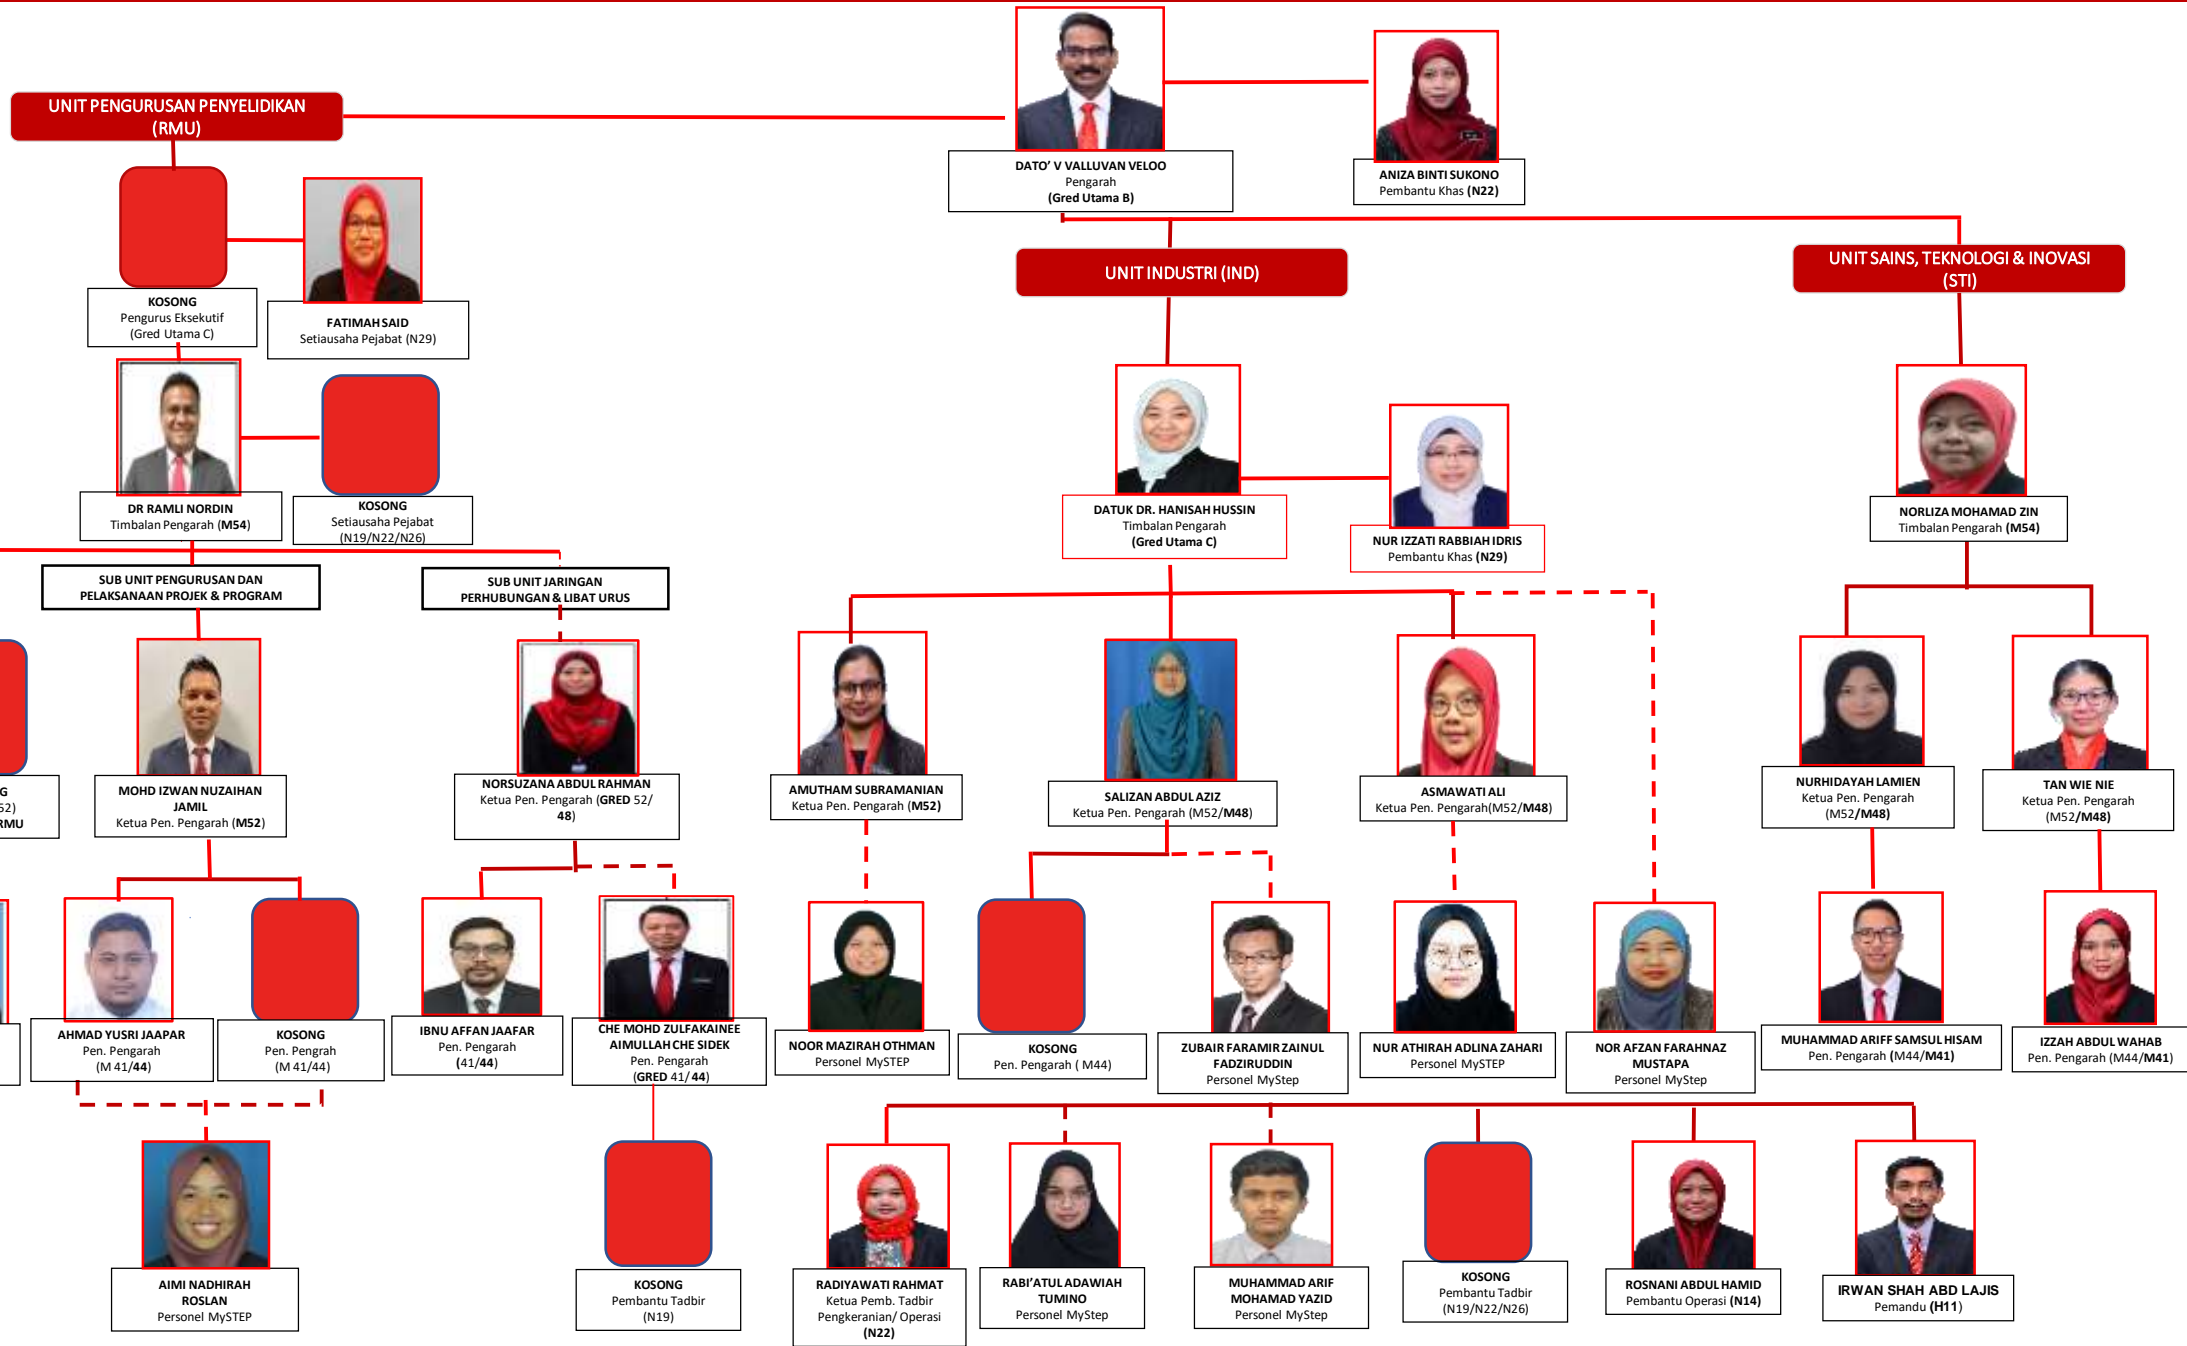 UNIT PENGURUSAN PENYELIDIKAN
(RMU)
DATO’ V VALLUVAN VELOO
Pengarah
(Gred Utama B)
ANIZA BINTI SUKONO
Pembantu Khas (N22)
UNIT INDUSTRI (IND)
UNIT SAINS, TEKNOLOGI & INOVASI
(STI)
KOSONG
Pengurus Eksekutif
(Gred Utama C)
FATIMAH SAID
Setiausaha Pejabat (N29)
DR RAMLI NORDIN
Timbalan Pengarah (M54)
KOSONG
Setiausaha Pejabat
(N19/N22/N26)
DATUK DR. HANISAH HUSSIN
Timbalan Pengarah
(Gred Utama C)
NUR IZZATI RABBIAH IDRIS
Pembantu Khas (N29)
NORLIZA MOHAMAD ZIN
Timbalan Pengarah (M54)
SUB UNIT PENGURUSAN DAN
PELAKSANAAN PROJEK & PROGRAM
SUB UNIT JARINGAN
PERHUBUNGAN & LIBAT URUS
G
52)
RMU
MOHD IZWAN NUZAIHAN
JAMIL
Ketua Pen. Pengarah (M52)
NORSUZANA ABDUL RAHMAN
Ketua Pen. Pengarah (GRED 52/
48)
AMUTHAM SUBRAMANIAN
Ketua Pen. Pengarah (M52)
SALIZAN ABDUL AZIZ
Ketua Pen. Pengarah (M52/M48)
ASMAWATI ALI
Ketua Pen. Pengarah(M52/M48)
NURHIDAYAH LAMIEN
Ketua Pen. Pengarah
(M52/M48)
TAN WIE NIE
Ketua Pen. Pengarah
(M52/M48)
AHMAD YUSRI JAAPAR
Pen. Pengarah
(M 41/44)
KOSONG
Pen. Pengrah
(M 41/44)
IBNU AFFAN JAAFAR
Pen. Pengarah
(41/44)
CHE MOHD ZULFAKAINEE
AIMULLAH CHE SIDEK
Pen. Pengarah
(GRED 41/ 44)
NOOR MAZIRAH OTHMAN
Personel MySTEP
KOSONG
Pen. Pengarah ( M44)
ZUBAIR FARAMIR ZAINUL
FADZIRUDDIN
Personel MyStep
NUR ATHIRAH ADLINA ZAHARI
Personel MySTEP
NOR AFZAN FARAHNAZ
MUSTAPA
Personel MyStep
MUHAMMAD ARIFF SAMSUL HISAM
Pen. Pengarah (M44/M41)
IZZAH ABDUL WAHAB
Pen. Pengarah (M44/M41)
AIMI NADHIRAH
ROSLAN
Personel MySTEP
KOSONG
Pembantu Tadbir
(N19)
RADIYAWATI RAHMAT
Ketua Pemb. Tadbir
Pengkeranian/ Operasi
(N22)
RABI’ATUL ADAWIAH
TUMINO
Personel MyStep
MUHAMMAD ARIF
MOHAMAD YAZID
Personel MyStep
KOSONG
Pembantu Tadbir
(N19/N22/N26)
ROSNANI ABDUL HAMID
Pembantu Operasi (N14)
IRWAN SHAH ABD LAJIS
Pemandu (H11)